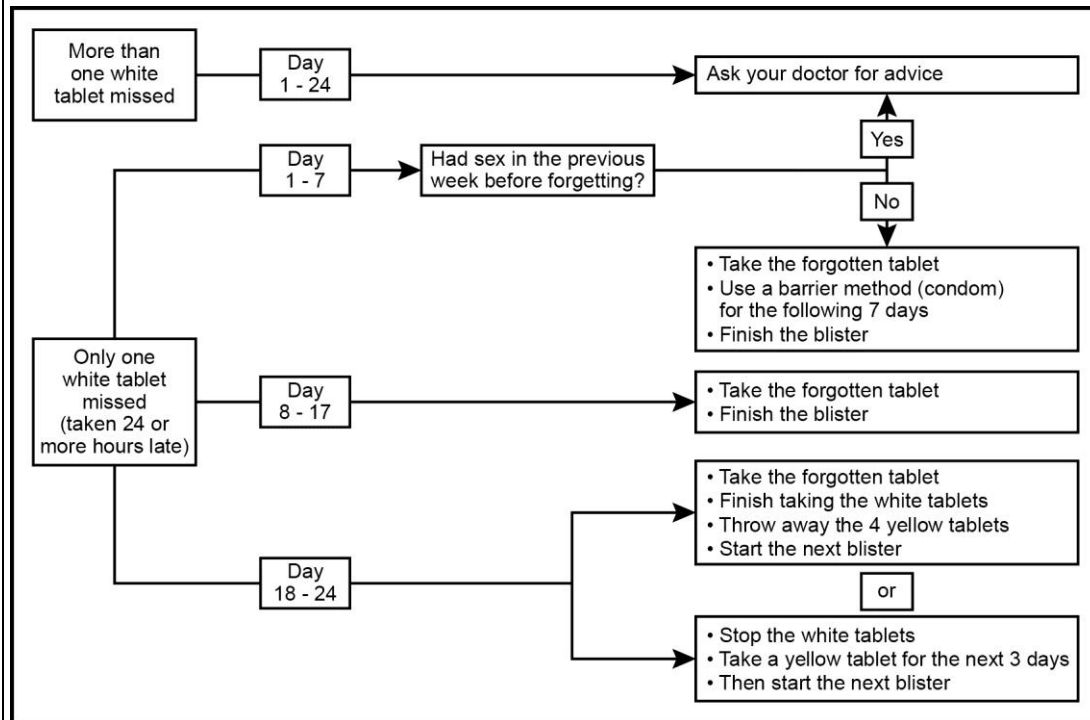 More than
one white
tablet missed
Day
1 - 24
Ask your doctor for advice
Yes
Day
1 - 7
Had sex in the previous
week before forgetting?
No
• Take the forgotten tablet
• Use a barrier method (condom)
for the following 7 days
• Finish the blister
Only one
white tablet
missed
(taken 24 or
more hours late)
Day
8 - 17
• Take the forgotten tablet
• Finish the blister
Day
18 - 24
• Take the forgotten tablet
• Finish taking the white tablets
• Throw away the 4 yellow tablets
• Start the next blister
or
• Stop the white tablets
• Take a yellow tablet for the next 3 days
• Then start the next blister